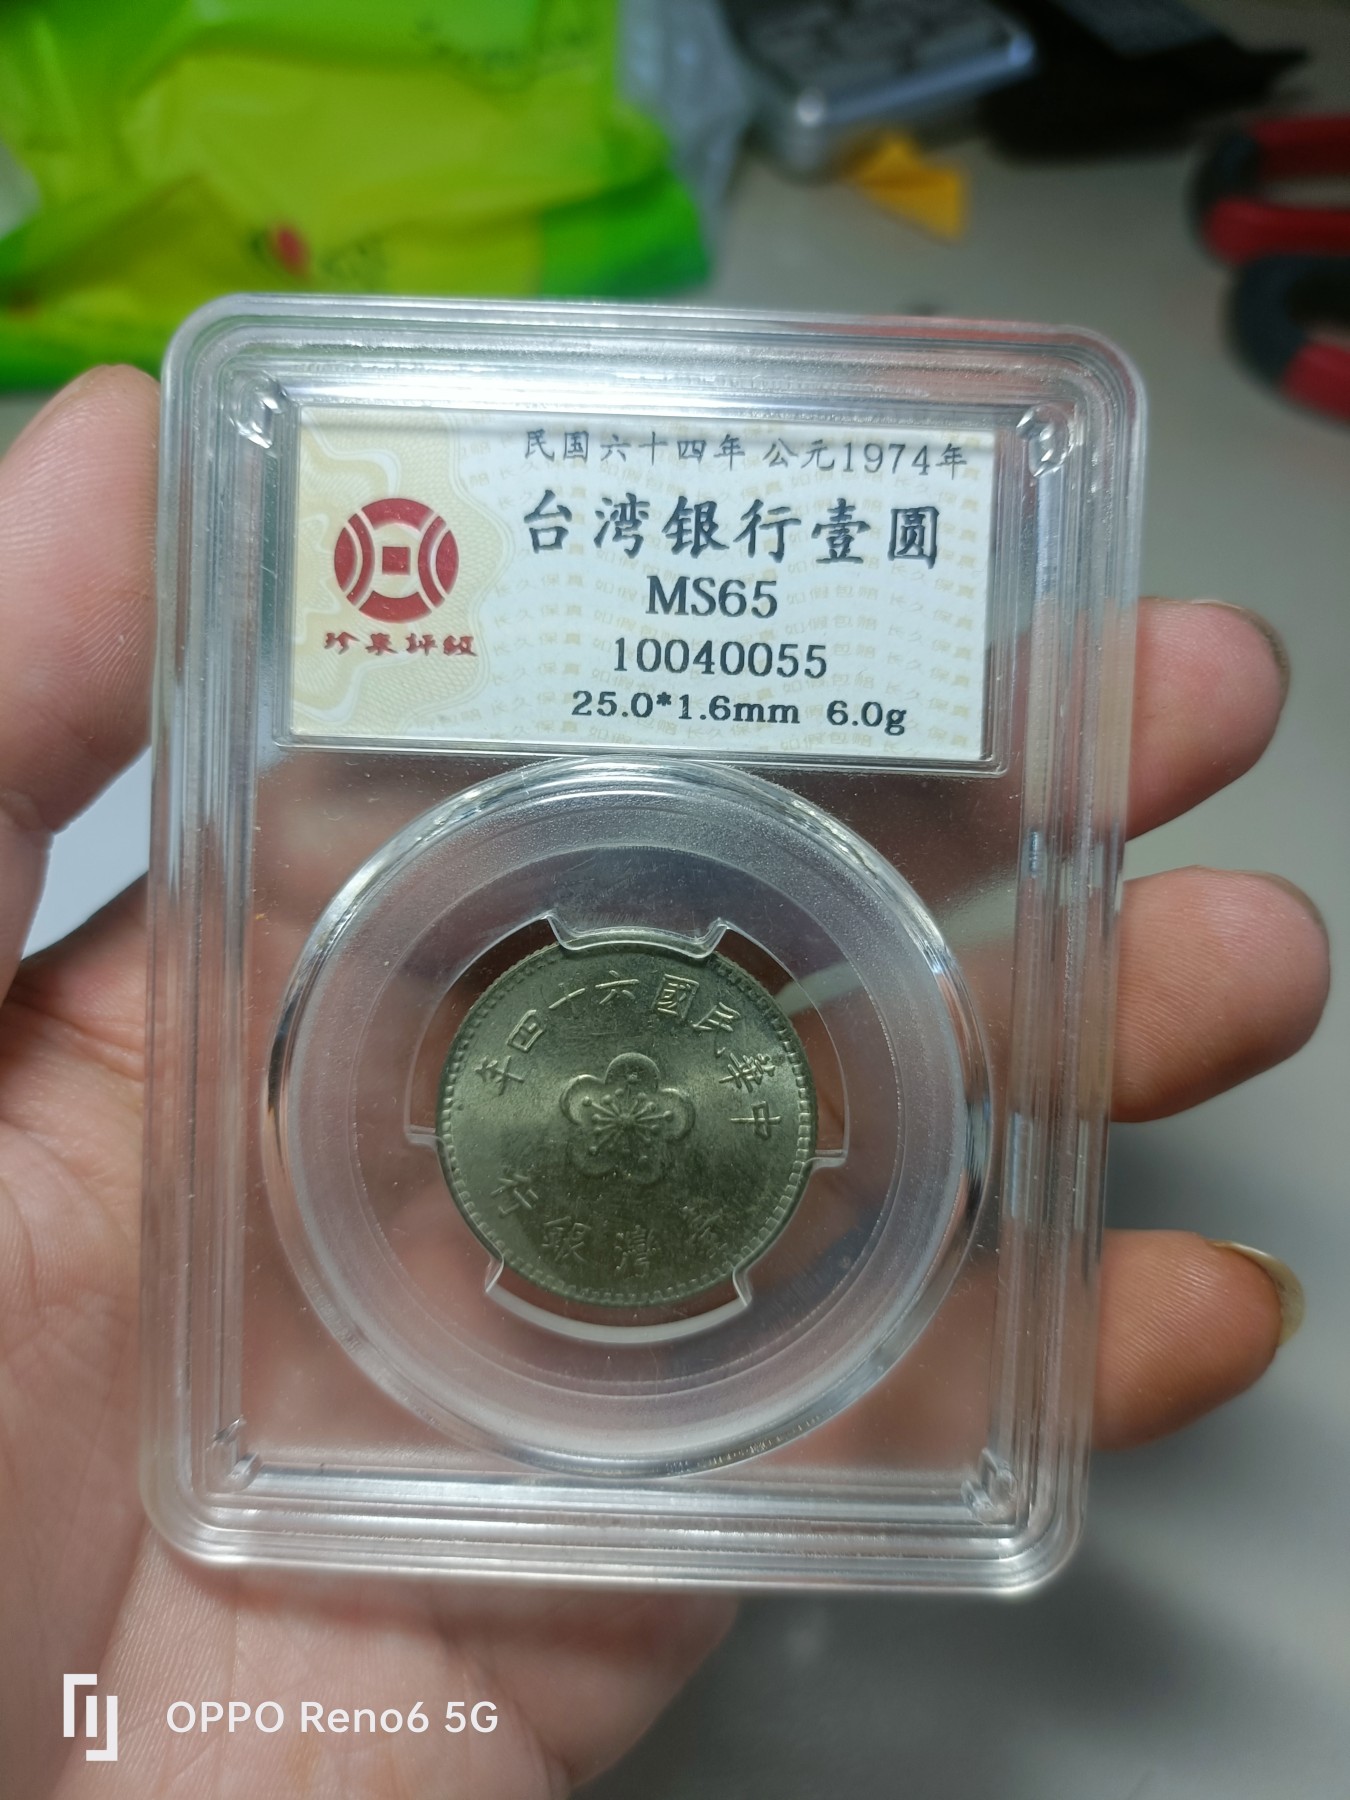 民国六十四年 公元1974年
台湾银行壹圆
MS65
10040055
25.0*1.6mm 6.0g
珍泉评级
中華民國六十四年
臺灣銀行
OPPO Reno6 5G